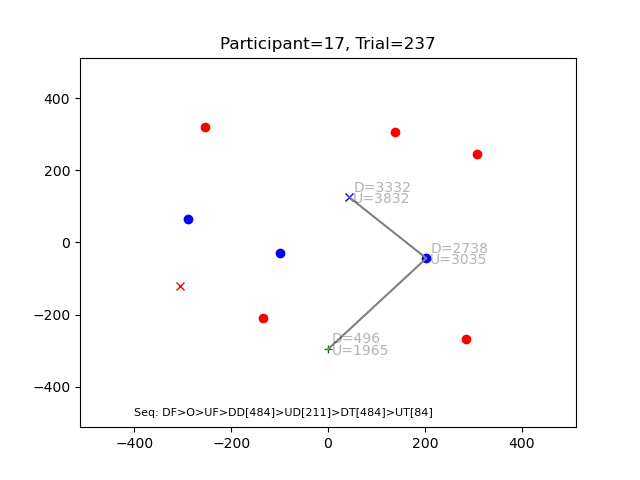 Participant=17, Trial=237
400
200
0
−200
−400
D=3332
U=3832
D=2738
U=3035
D=496
U=1965
Seq: DF>O>UF>DD[484]>UD[211]>DT[484]>UT[84]
−400
−200
0
200
400